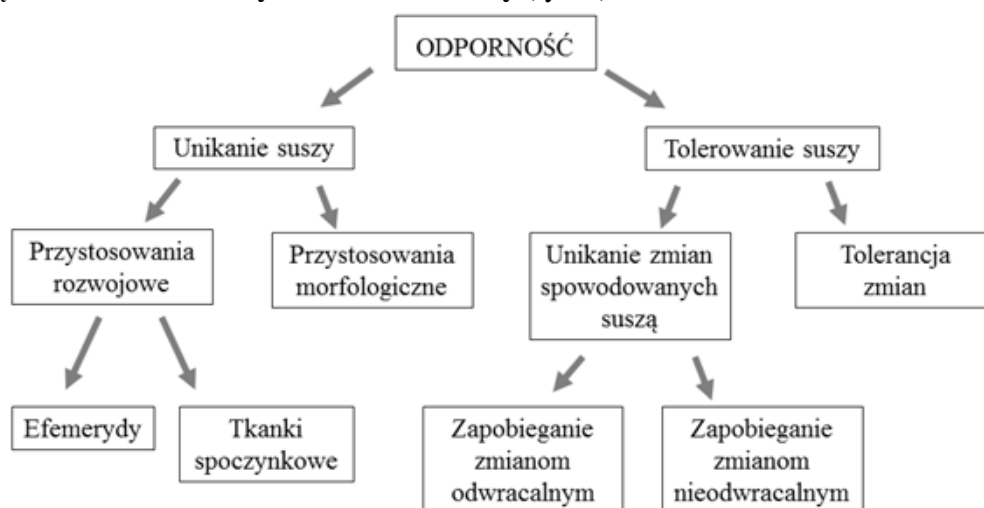 ODPORNOŚĆ
Unikanie suszy
Tolerowanie suszy
Przystosowania
rozwojowe
Przystosowania
morfologiczne
Unikanie zmian
spowodowanych
suszą
Tolerancja
zmian
Efemerydy
Tkanki
spoczynkowe
Zapobieganie
zmianom
odwracalnym
Zapobieganie
zmianom
nieodwracalnym